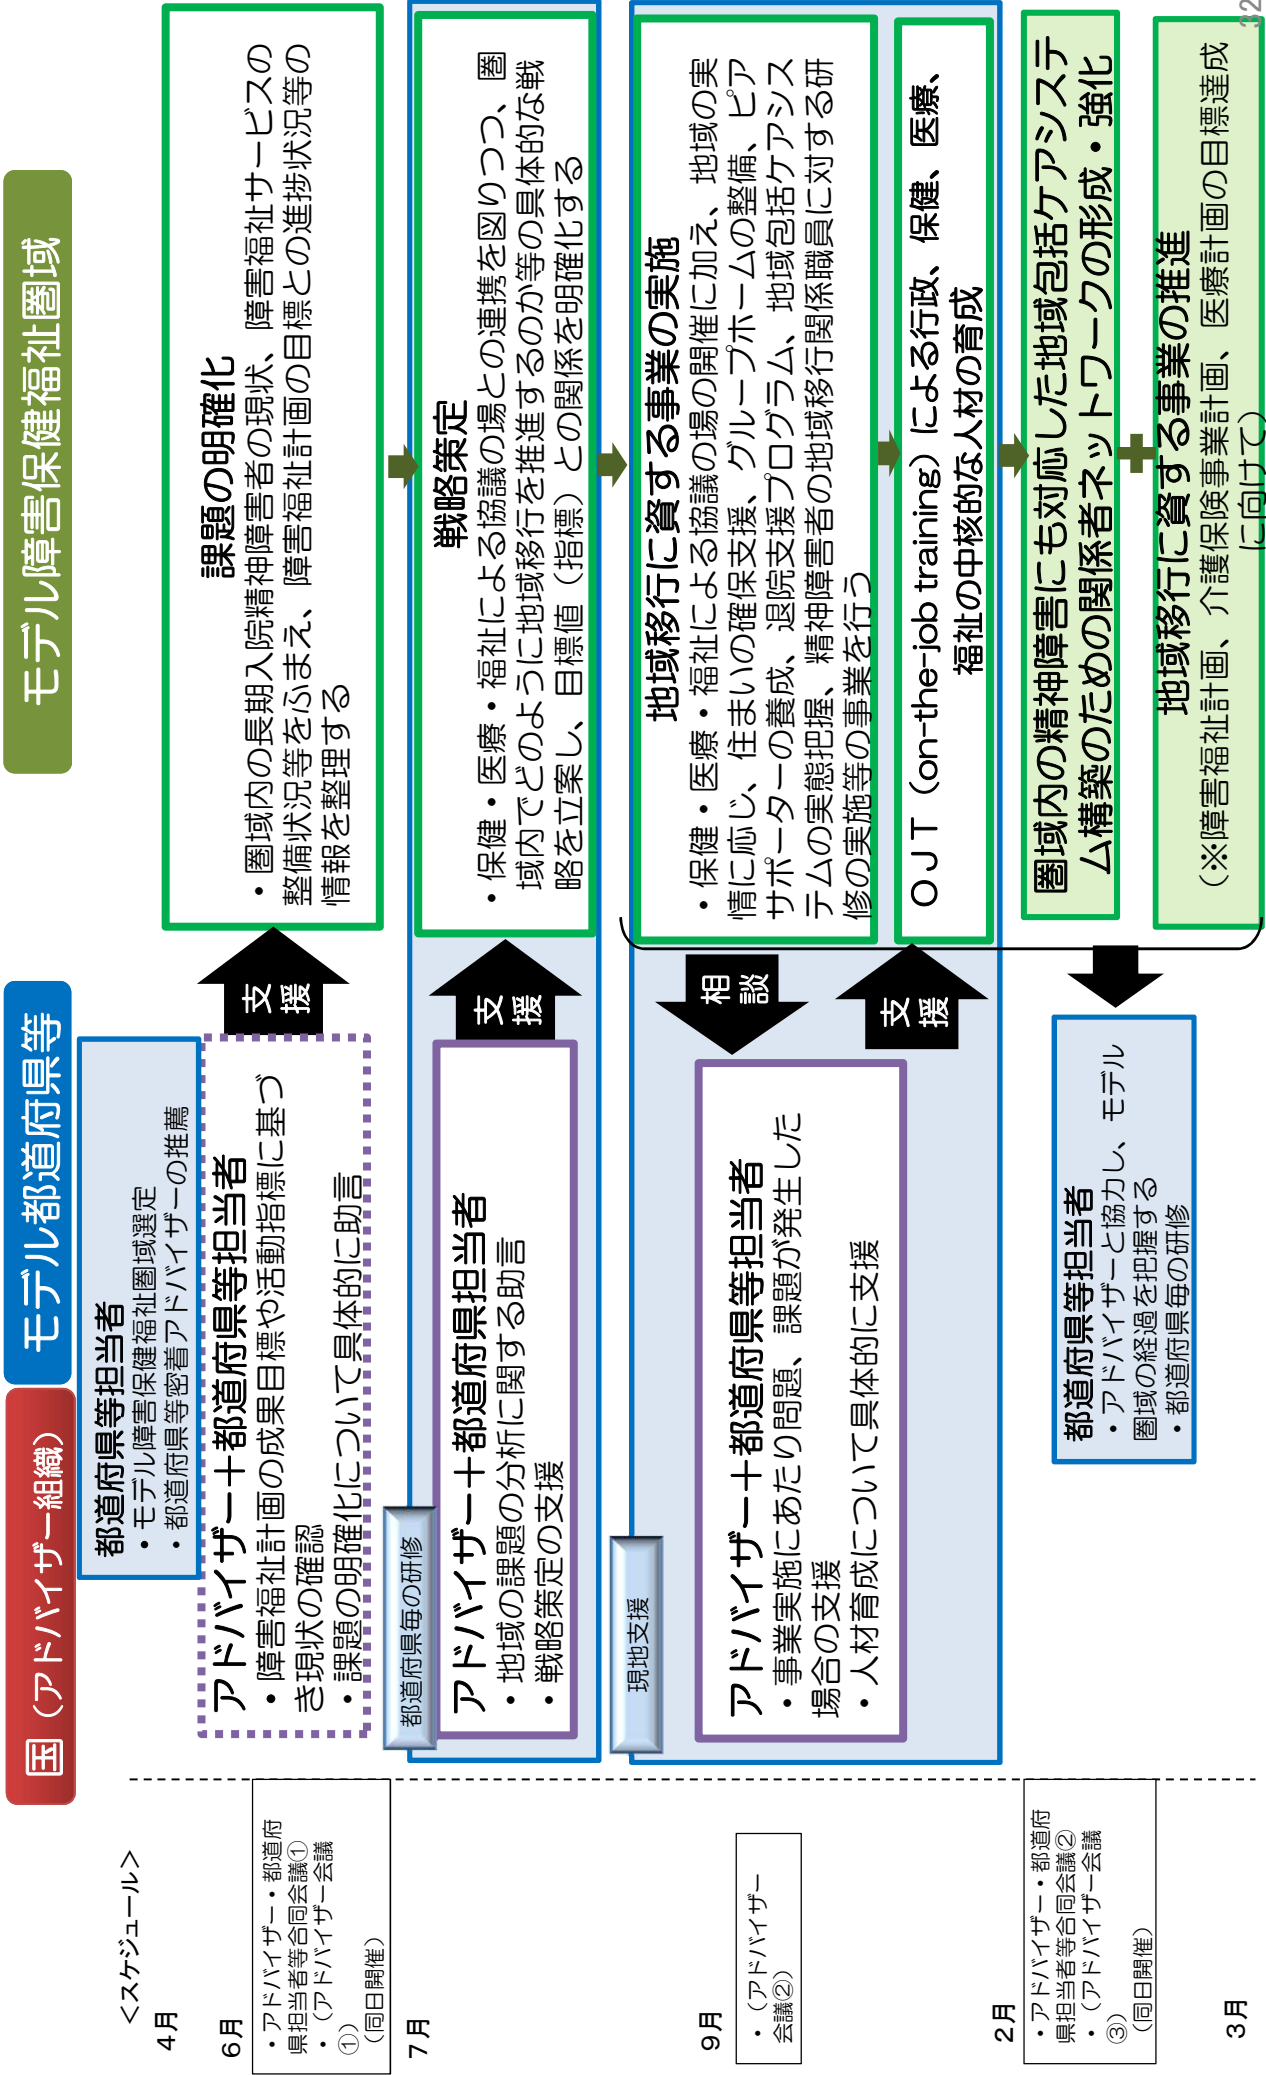 国（アドバイザー組織）
モデル都道府県等
モデル障害保健福祉圏域
＜スケジュール＞
4月
6月
・アドバイザー・都道府
県担当者等合同会議①
・（アドバイザー会議
①）
（同日開催）
7月
9月
・（アドバイザー
会議②）
2月
・アドバイザー・都道府
県担当者等合同会議②
・（アドバイザー会議
③）
（同日開催）
3月
都道府県等担当者
・モデル障害保健福祉圏域選定
・都道府県等密着アドバイザーの推薦
アドバイザー＋都道府県等担当者
・障害福祉計画の成果目標や活動指標に基づ
き現状の確認
・課題の明確化について具体的に助言
支
援
課題の明確化
・圏域内の長期入院精神障害者の現状、障害福祉サービスの
整備状況等をふまえ、障害福祉計画の目標との進捗状況等の
情報を整理する
都道府県毎の研修
アドバイザー＋都道府県担当者
・地域の課題の分析に関する助言
・戦略策定の支援
支
援
戦略策定
・保健・医療・福祉による協議の場との連携を図りつつ、圏
域内でどのように地域移行を推進するのか等の具体的な戦
略を立案し、目標値（指標）との関係を明確化する
現地支援
アドバイザー＋都道府県等担当者
・事業実施にあたり問題、課題が発生した
場合の支援
・人材育成について具体的に支援
相
談
支
援
地域移行に資する事業の実施
・保健・医療・福祉による協議の場の開催に加え、地域の実
情に応じ、住まいの確保支援、グループホームの整備、ピア
サポーターの養成、退院支援プログラム、地域包括ケアシス
テムの実態把握、精神障害者の地域移行関係職員に対する研
修の実施等の事業を行う
ＯＪＴ（on-the-job training）による行政、保健、医療、
福祉の中核的な人材の育成
圏域内の精神障害にも対応した地域包括ケアシステ
ム構築のための関係者ネットワークの形成・強化
地域移行に資する事業の推進
（※障害福祉計画、介護保険事業計画、医療計画の目標達成
に向けて）
都道府県等担当者
・アドバイザーと協力し、モデル
圏域の経過を把握する
・都道府県毎の研修
32